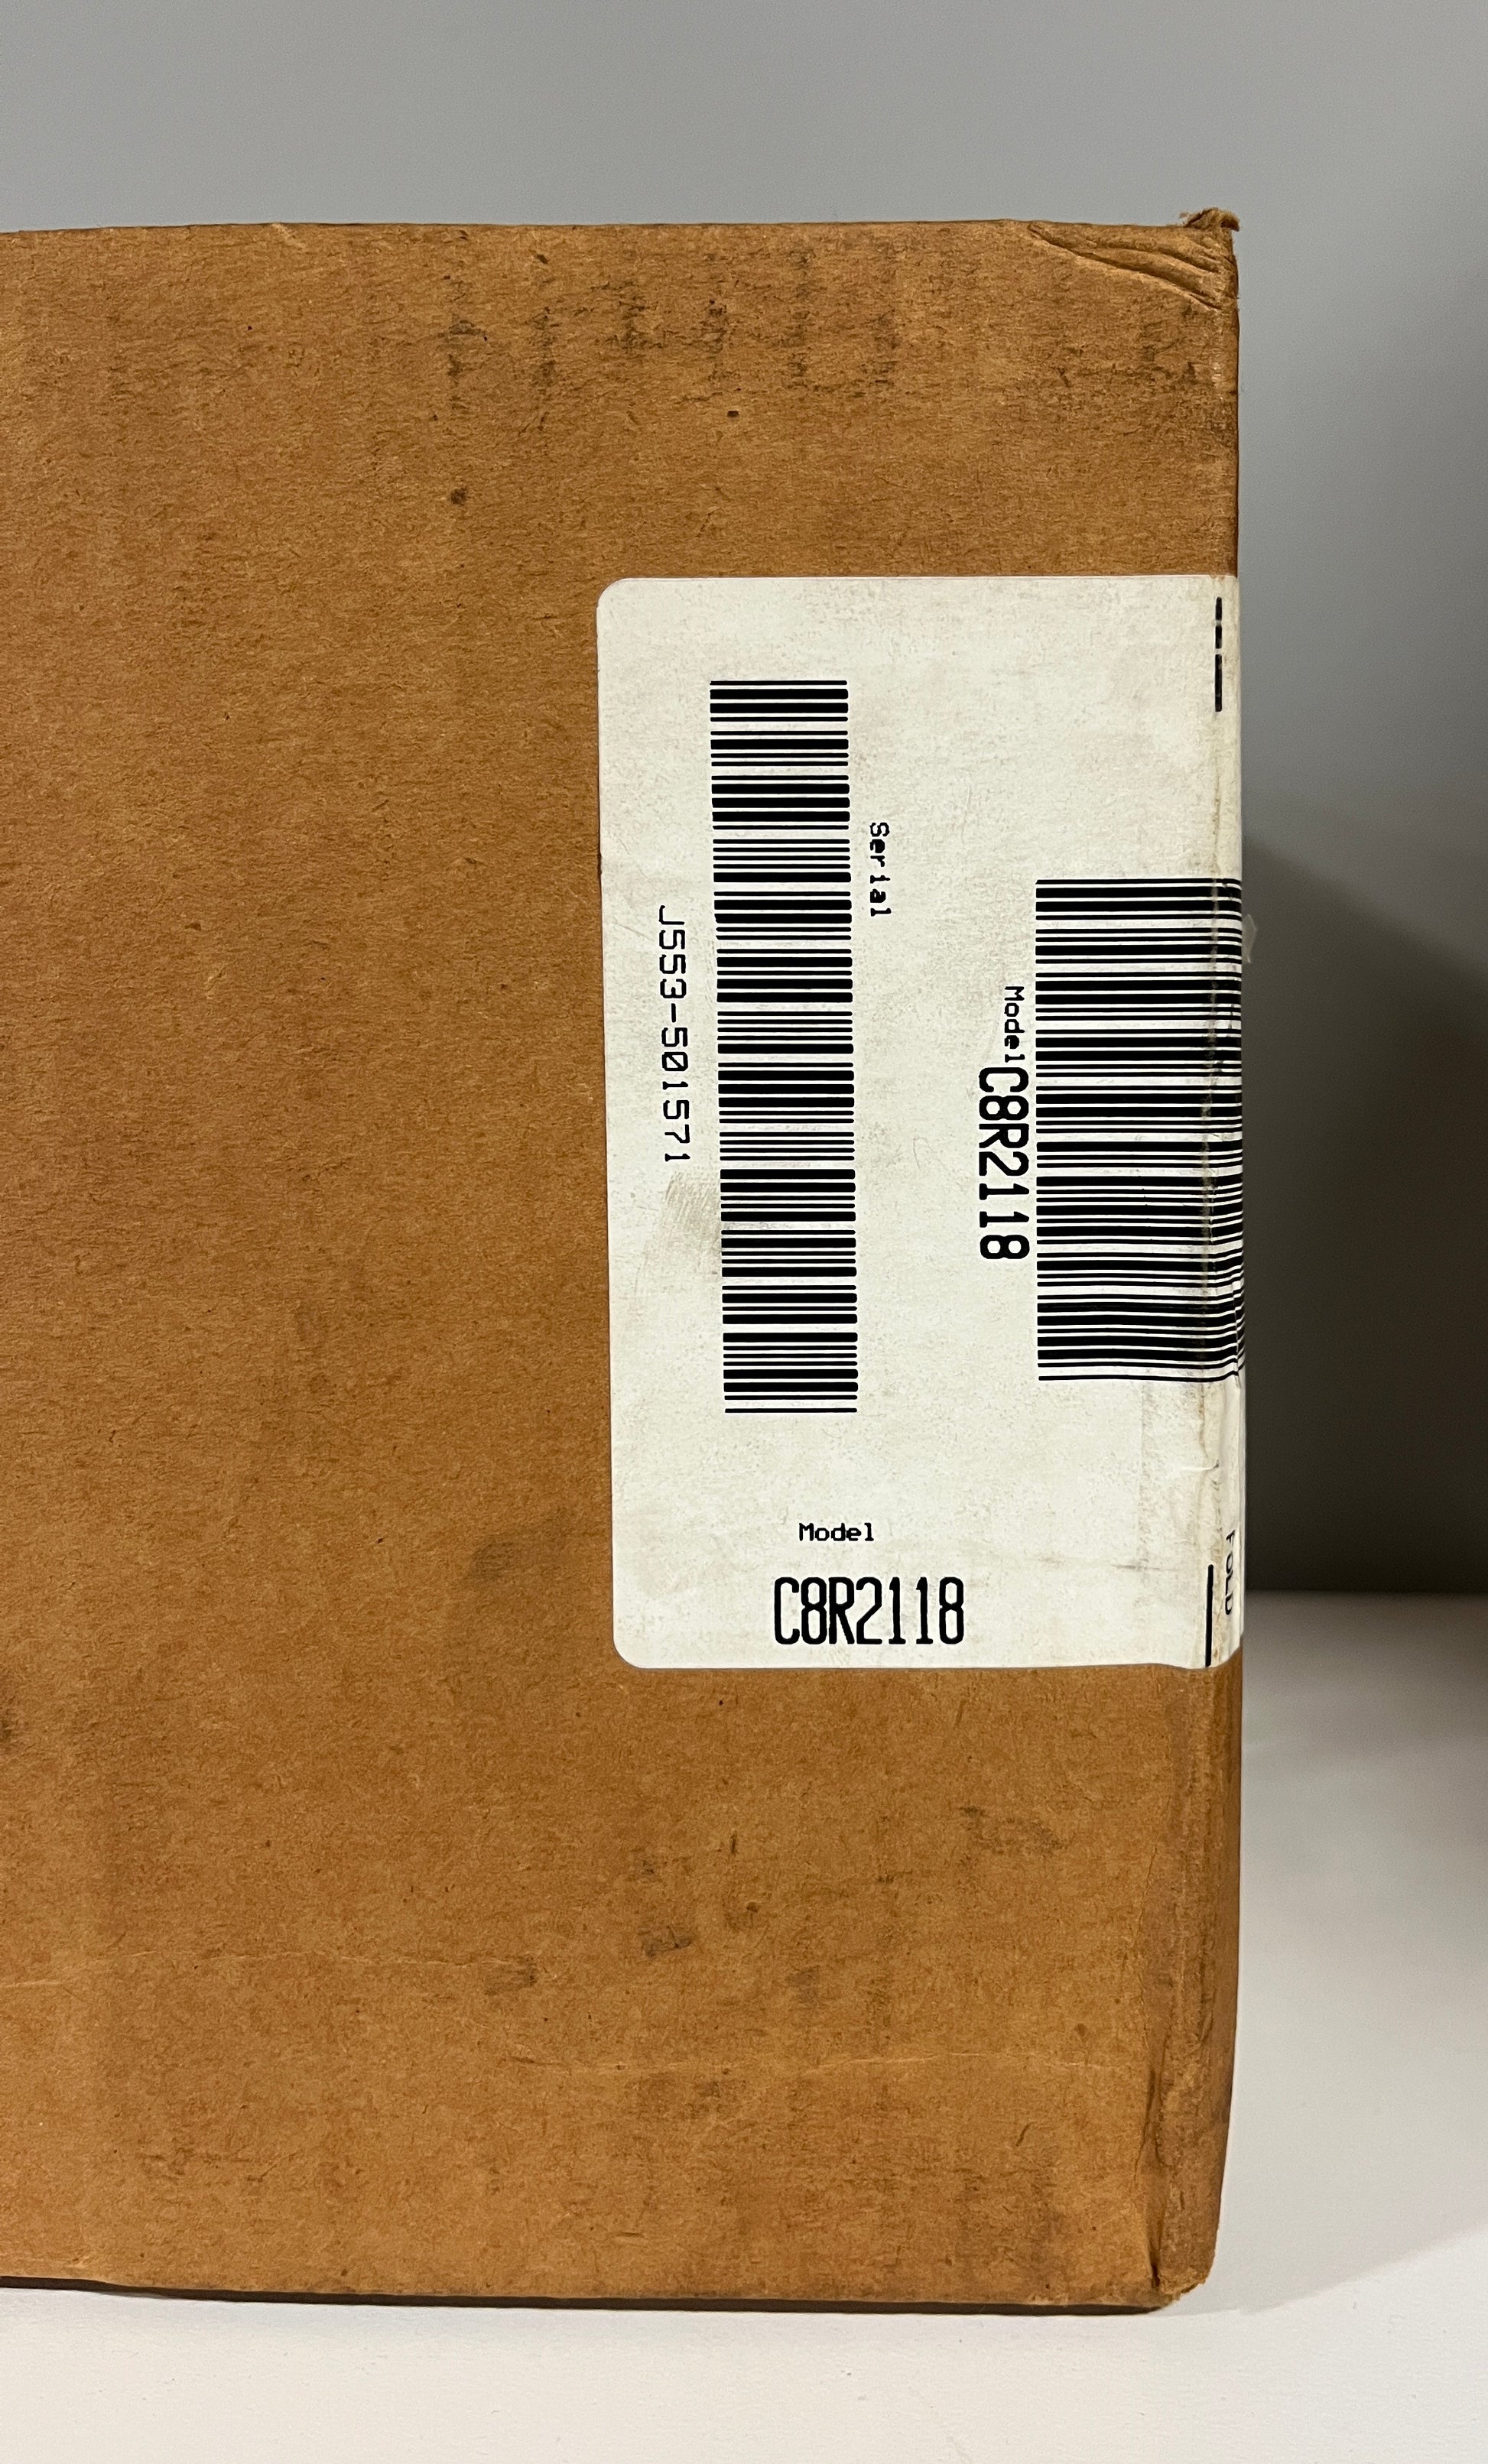 Serial
J553-501571
Model
C8R2118
Model
C8R2118
FOLD